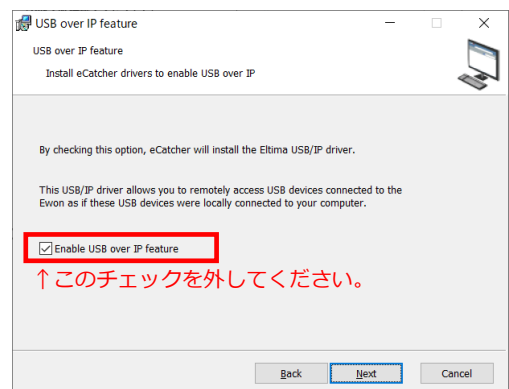 USB over IP feature
USB over IP feature
Install eCatcher drivers to enable USB over IP
By checking this option, eCatcher will install the Eltima USB/IP driver.
This USB/IP driver allows you to remotely access USB devices connected to the
Ewon as if these USB devices were locally connected to your computer.
Enable USB over IP feature
↑このチェックを外してください。
Back Next Cancel